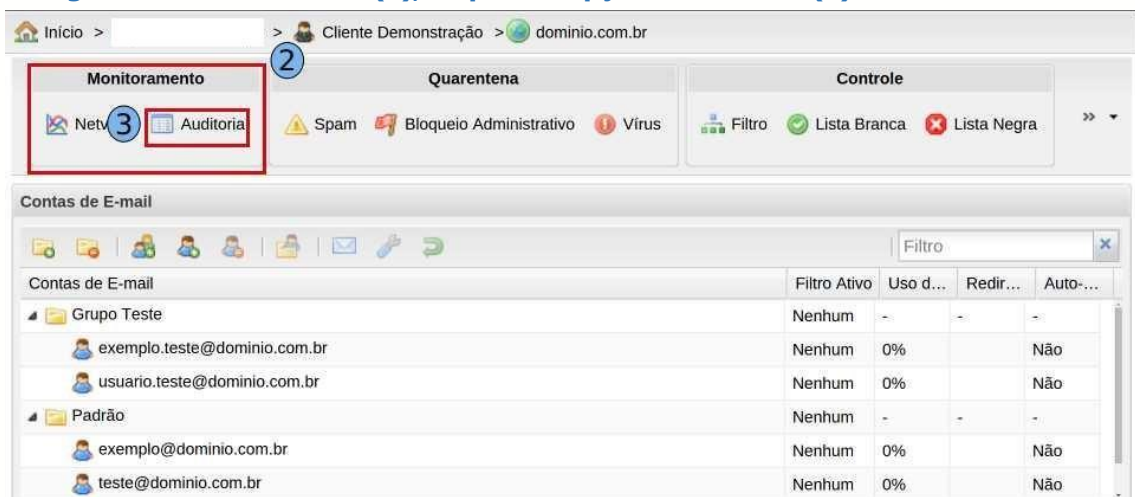 Início > > Cliente Demonstração > dominio.com.br
2
Monitoramento Quarentena Controle
3 Auditoria Spam Bloqueio Administrativo Vírus Filtro Lista Branca Lista Negra »
Contas de E-mail
Filtro
Contas de E-mail Filtro Ativo Uso d... Redir... Auto-...
Grupo Teste Nenhum - - -
exemplo.teste@dominio.com.br Nenhum 0% Não
usuario.teste@dominio.com.br Nenhum 0% Não
Padrão Nenhum - - -
exemplo@dominio.com.br Nenhum 0% Não
teste@dominio.com.br Nenhum 0% Não